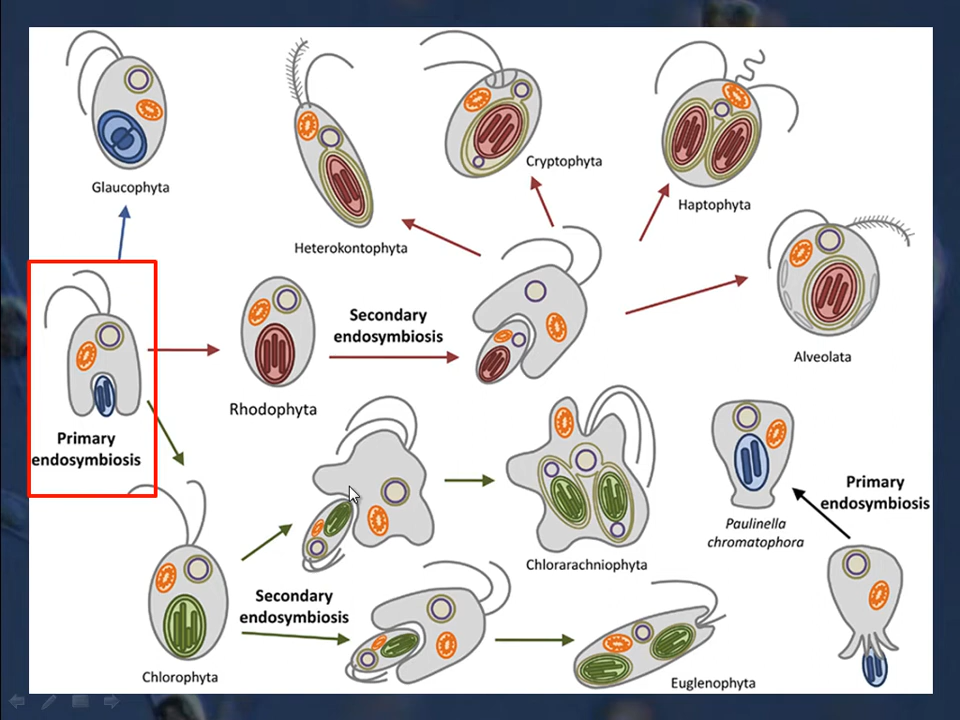 Glaucophyta
Heterokontophyta
Cryptophyta
Haptophyta
Alveolata
Primary
endosymbiosis
Rhodophyta
Secondary
endosymbiosis
Chlorophyta
Secondary
endosymbiosis
Chlorarachniophyta
Euglenophyta
Paulinella
chromatophora
Primary
endosymbiosis